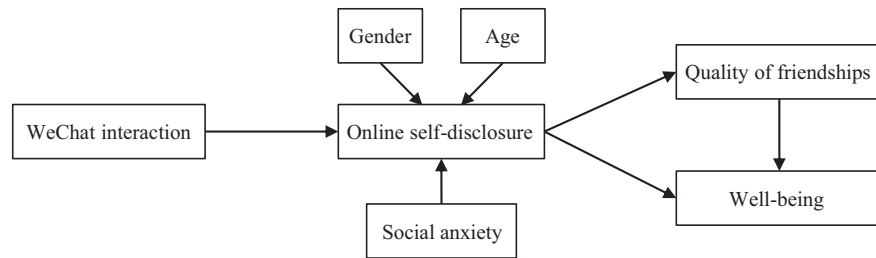 Gender
Age
Quality of friendships
WeChat interaction
Online self-disclosure
Well-being
Social anxiety